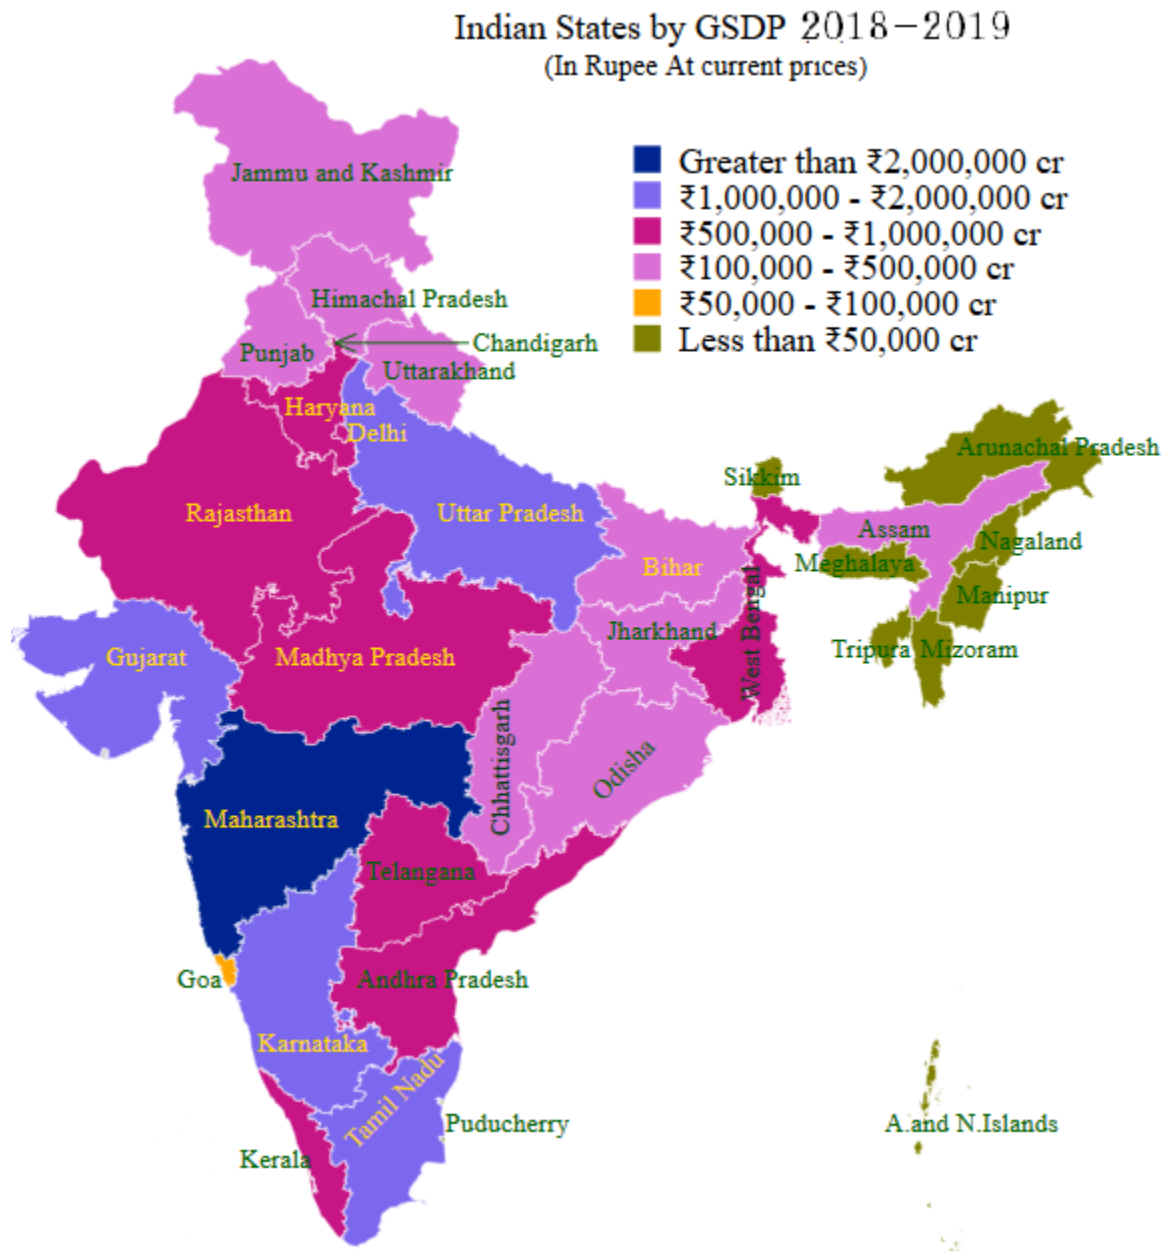 Indian States by GSDP 2018-2019
(In Rupee At current prices)
Greater than ₹2,000,000 cr
₹1,000,000 - ₹2,000,000 cr
₹500,000 - ₹1,000,000 cr
₹100,000 - ₹500,000 cr
₹50,000 - ₹100,000 cr
Less than ₹50,000 cr
Jammu and Kashmir
Himachal Pradesh
Punjab
Chandigarh
Uttarakhand
Haryana
Delhi
Arunachal Pradesh
Sikkim
Rajasthan
Uttar Pradesh
Assam
Nagaland
Bihar
Meghalaya
Manipur
Jharkhand
West Bengal
Tripura
Mizoram
Gujarat
Madhya Pradesh
Chhattisgarh
Odisha
Maharashtra
Telangana
Goa
Andhra Pradesh
Karnataka
Tamil Nadu
Puducherry
A.and N.Islands
Kerala